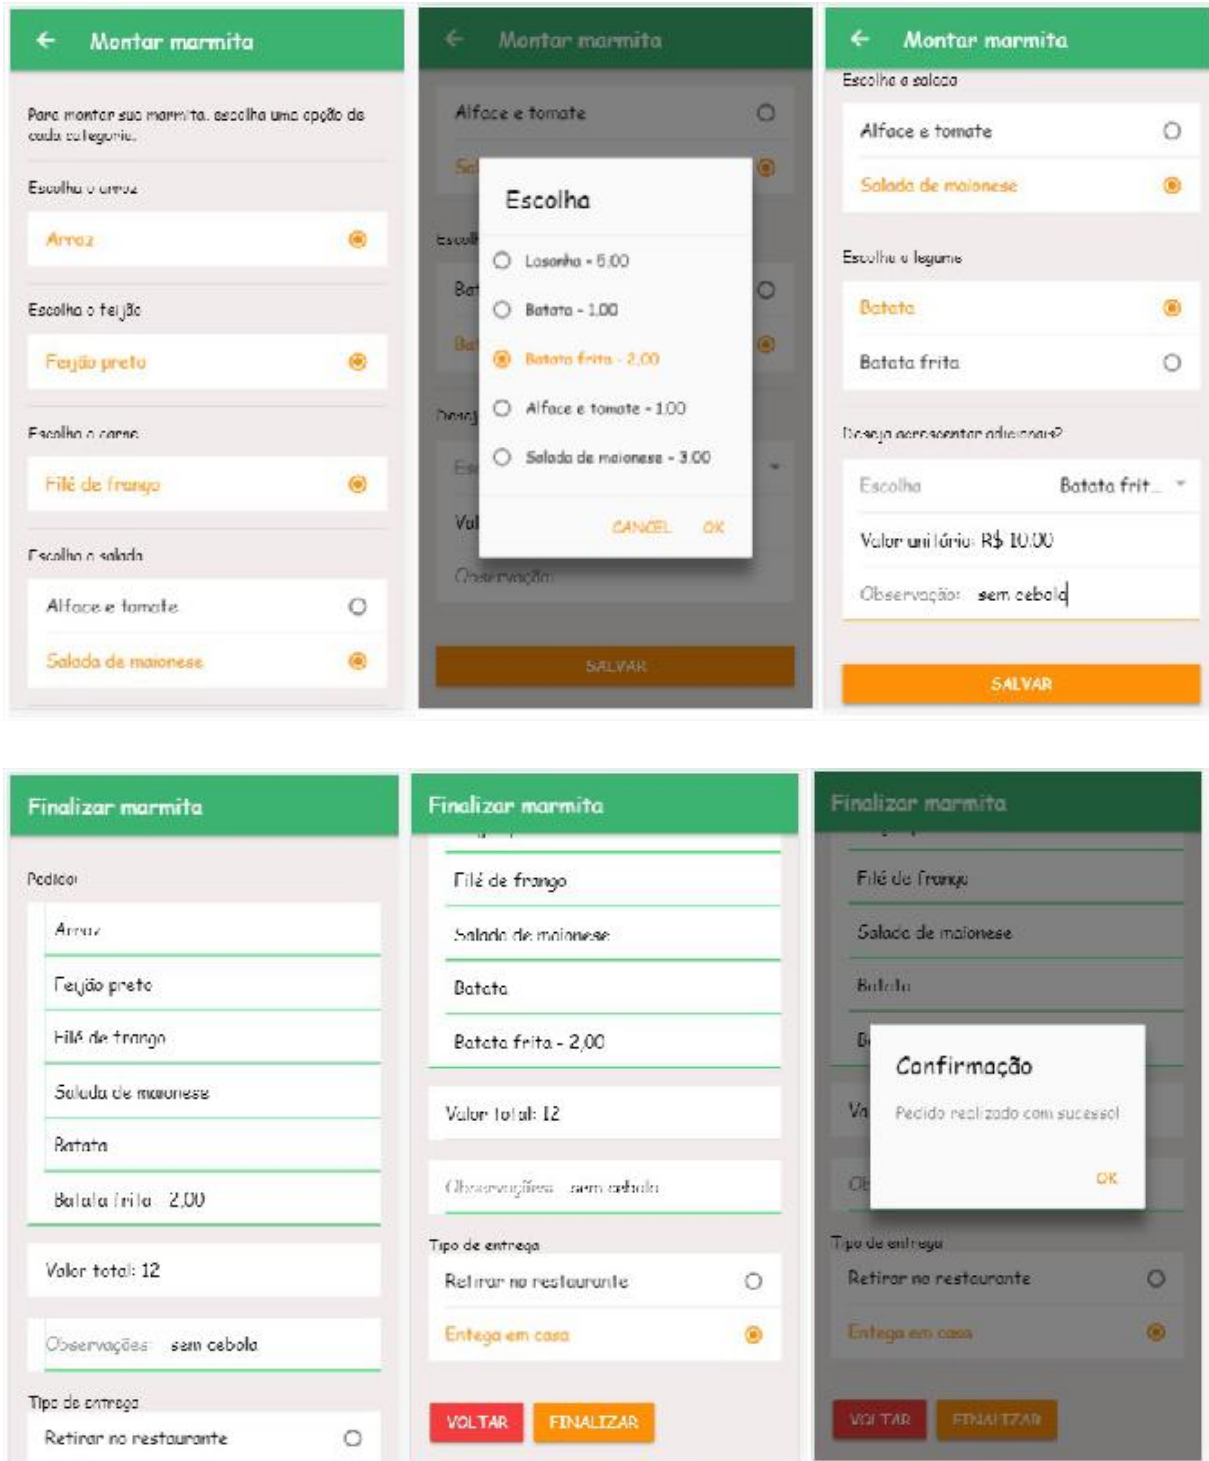 Montar marmita
Para montar sua marmita, escolha uma opção de
cada categoria.
Escolha o arroz
Arroz
Escolha o feijão
Feijão preto
Escolha a carne
Filé de frango
Escolha a salada
Alface e tomate
Salada de maionese
Montar marmita
Alface e tomate
Sal
Escolh
Bat
Bat
Desej
Es
Val
Observação:
SALVAR
Escolha
Lasanha - 5,00
Batata - 1,00
Batata frita - 2,00
Alface e tomate - 1,00
Salada de maionese - 3,00
CANCEL OK
Montar marmita
Escolha a salada
Alface e tomate
Salada de maionese
Escolha o legume
Batata
Batata frita
Deseja acrescentar adicionais?
Escolha Batata frit...
Valor unitário: R$ 10.00
Observação: sem cebola
SALVAR
Finalizar marmita
Pedido:
Arroz
Feijão preto
Filé de frango
Salada de maionese
Batata
Batata frita - 2,00
Valor total: 12
Observações: sem cebola
Tipo de entrega
Retirar no restaurante
Finalizar marmita
Filé de frango
Salada de maionese
Batata
Batata frita - 2,00
Valor total: 12
Observações: sem cebola
Tipo de entrega
Retirar no restaurante
Entega em casa
VOLTAR FINALIZAR
Finalizar marmita
Filé de frango
Salada de maionese
Batata
B
Va
Ob
Confirmação
Pedido realizado com sucesso!
OK
Tipo de entrega
Retirar no restaurante
Entega em casa
VOLTAR FINALIZAR